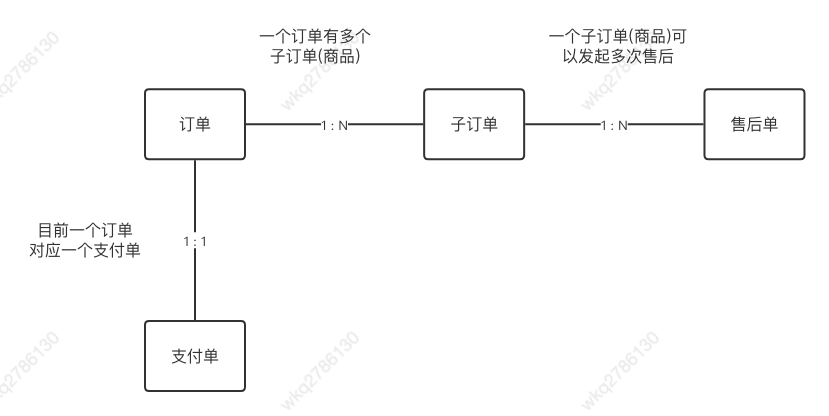 一个订单有多个
子订单(商品)
一个子订单(商品)可
以发起多次售后
订单
1 : N
子订单
1 : N
售后单
目前一个订单
对应一个支付单
1 : 1
支付单
wkq2786130
wkq2786130
wkq2786130
wkq2786130
wkq2786130
wkq2786130